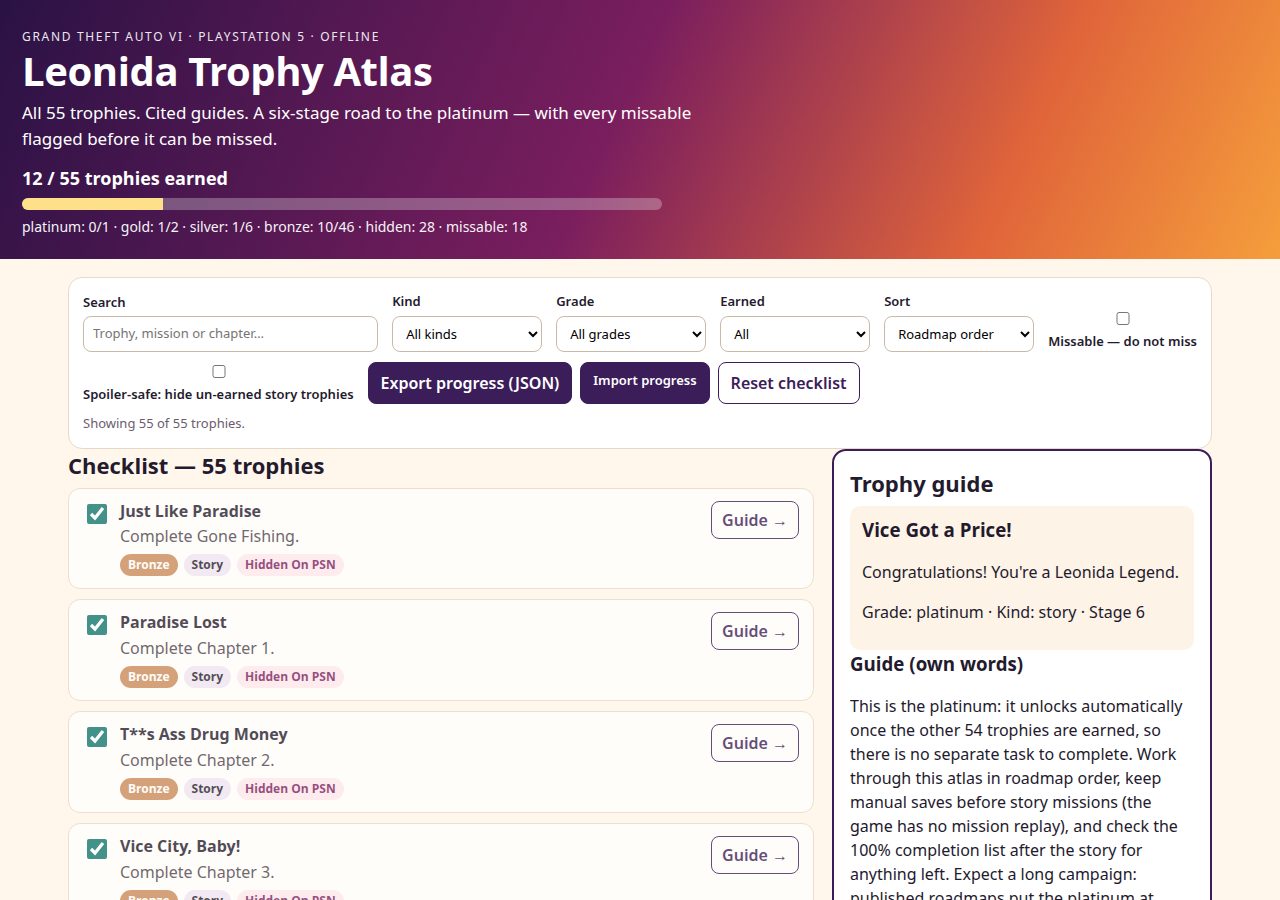 GRAND THEFT AUTO VI · PLAYSTATION 5 · OFFLINE
Leonida Trophy Atlas
All 55 trophies. Cited guides. A six-stage road to the platinum — with every missable
flagged before it can be missed.
12 / 55 trophies earned
platinum: 0/1 · gold: 1/2 · silver: 1/6 · bronze: 10/46 · hidden: 28 · missable: 18
Search
Kind
Grade
Earned
Sort
Trophy, mission or chapter...
All kinds
All grades
All
Roadmap order
Missable — do not miss
Spoiler-safe: hide un-earned story trophies
Export progress (JSON)
Import progress
Reset checklist
Showing 55 of 55 trophies.
Checklist — 55 trophies
Just Like Paradise
Complete Gone Fishing.
Bronze Story Hidden On PSN
Guide →
Paradise Lost
Complete Chapter 1.
Bronze Story Hidden On PSN
Guide →
T**s Ass Drug Money
Complete Chapter 2.
Bronze Story Hidden On PSN
Guide →
Vice City, Baby!
Complete Chapter 3.
Bronze Story Hidden On PSN
Guide →
Trophy guide
Vice Got a Price!
Congratulations! You're a Leonida Legend.
Grade: platinum · Kind: story · Stage 6
Guide (own words)
This is the platinum: it unlocks automatically
once the other 54 trophies are earned, so
there is no separate task to complete. Work
through this atlas in roadmap order, keep
manual saves before story missions (the
game has no mission replay), and check the
100% completion list after the story for
anything left. Expect a long campaign:
published roadmaps put the platinum at